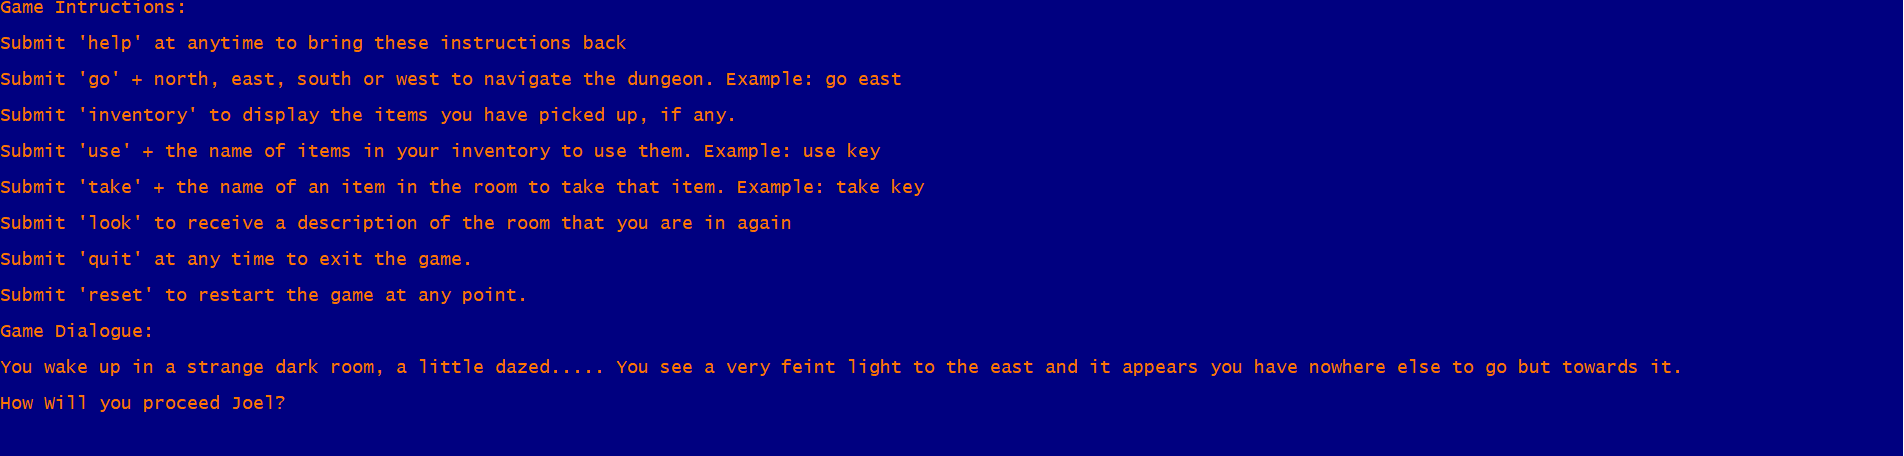 Game Intructions:
Submit 'help' at anytime to bring these instructions back
Submit 'go' + north, east, south or west to navigate the dungeon. Example: go east
Submit 'inventory' to display the items you have picked up, if any.
Submit 'use' + the name of items in your inventory to use them. Example: use key
Submit 'take' + the name of an item in the room to take that item. Example: take key
Submit 'look' to receive a description of the room that you are in again
Submit 'quit' at any time to exit the game.
Submit 'reset' to restart the game at any point.
Game Dialogue:
You wake up in a strange dark room, a little dazed..... You see a very feint light to the east and it appears you have nowhere else to go but towards it.
How Will you proceed Joel?